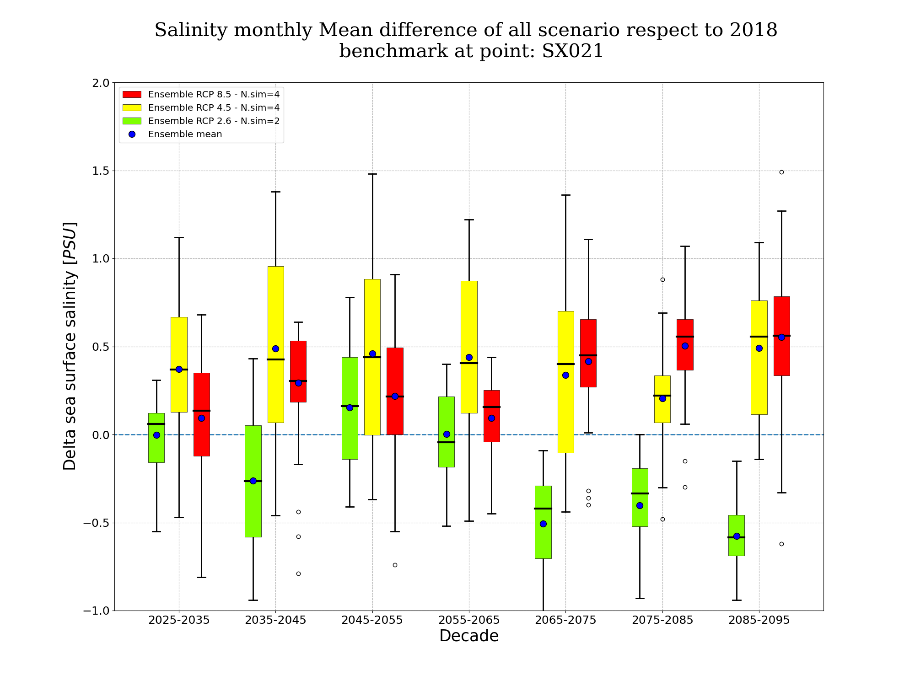 Salinity monthly Mean difference of all scenario respect to 2018
benchmark at point: SX021
2.0
1.5
1.0
0.5
0.0
−0.5
−1.0
Delta sea surface salinity [PSU]
Ensemble RCP 8.5 - N.sim=4
Ensemble RCP 4.5 - N.sim=4
Ensemble RCP 2.6 - N.sim=2
Ensemble mean
2025-2035 2035-2045 2045-2055 2055-2065 2065-2075 2075-2085 2085-2095
Decade